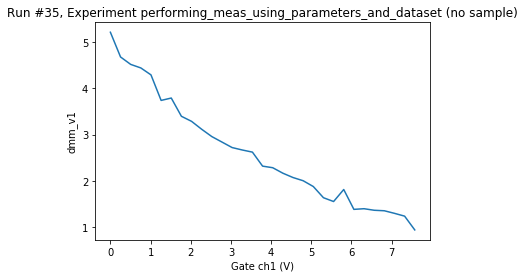 Run #35, Experiment performing_meas_using_parameters_and_dataset (no sample)
5
4
3
2
1
dmm_v1
0 1 2 3 4 5 6 7
Gate ch1 (V)